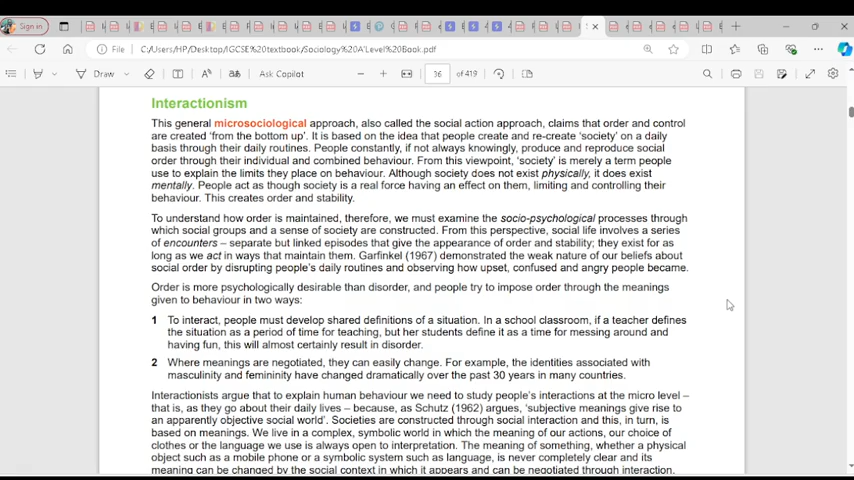 Sign in
File
C:/Users/HP/Desktop/IGCSE%20textbook/Sociology%20A'Level%20Book.pdf
Draw
Ask Copilot
36 of 419
Interactionism
This general microsociological approach, also called the social action approach, claims that order and control
are created 'from the bottom up'. It is based on the idea that people create and re-create 'society' on a daily
basis through their daily routines. People constantly, if not always knowingly, produce and reproduce social
order through their individual and combined behaviour. From this viewpoint, 'society' is merely a term people
use to explain the limits they place on behaviour. Although society does not exist physically, it does exist
mentally. People act as though society is a real force having an effect on them, limiting and controlling their
behaviour. This creates order and stability.
To understand how order is maintained, therefore, we must examine the socio-psychological processes through
which social groups and a sense of society are constructed. From this perspective, social life involves a series
of encounters – separate but linked episodes that give the appearance of order and stability; they exist for as
long as we act in ways that maintain them. Garfinkel (1967) demonstrated the weak nature of our beliefs about
social order by disrupting people's daily routines and observing how upset, confused and angry people became.
Order is more psychologically desirable than disorder, and people try to impose order through the meanings
given to behaviour in two ways:
1 To interact, people must develop shared definitions of a situation. In a school classroom, if a teacher defines
the situation as a period of time for teaching, but her students define it as a time for messing around and
having fun, this will almost certainly result in disorder.
2 Where meanings are negotiated, they can easily change. For example, the identities associated with
masculinity and femininity have changed dramatically over the past 30 years in many countries.
Interactionists argue that to explain human behaviour we need to study people's interactions at the micro level –
that is, as they go about their daily lives – because, as Schutz (1962) argues, 'subjective meanings give rise to
an apparently objective social world'. Societies are constructed through social interaction and this, in turn, is
based on meanings. We live in a complex, symbolic world in which the meaning of our actions, our choice of
clothes or the language we use is always open to interpretation. The meaning of something, whether a physical
object such as a mobile phone or a symbolic system such as language, is never completely clear and its
meaning can be changed by the social context in which it appears and can be negotiated through interaction.